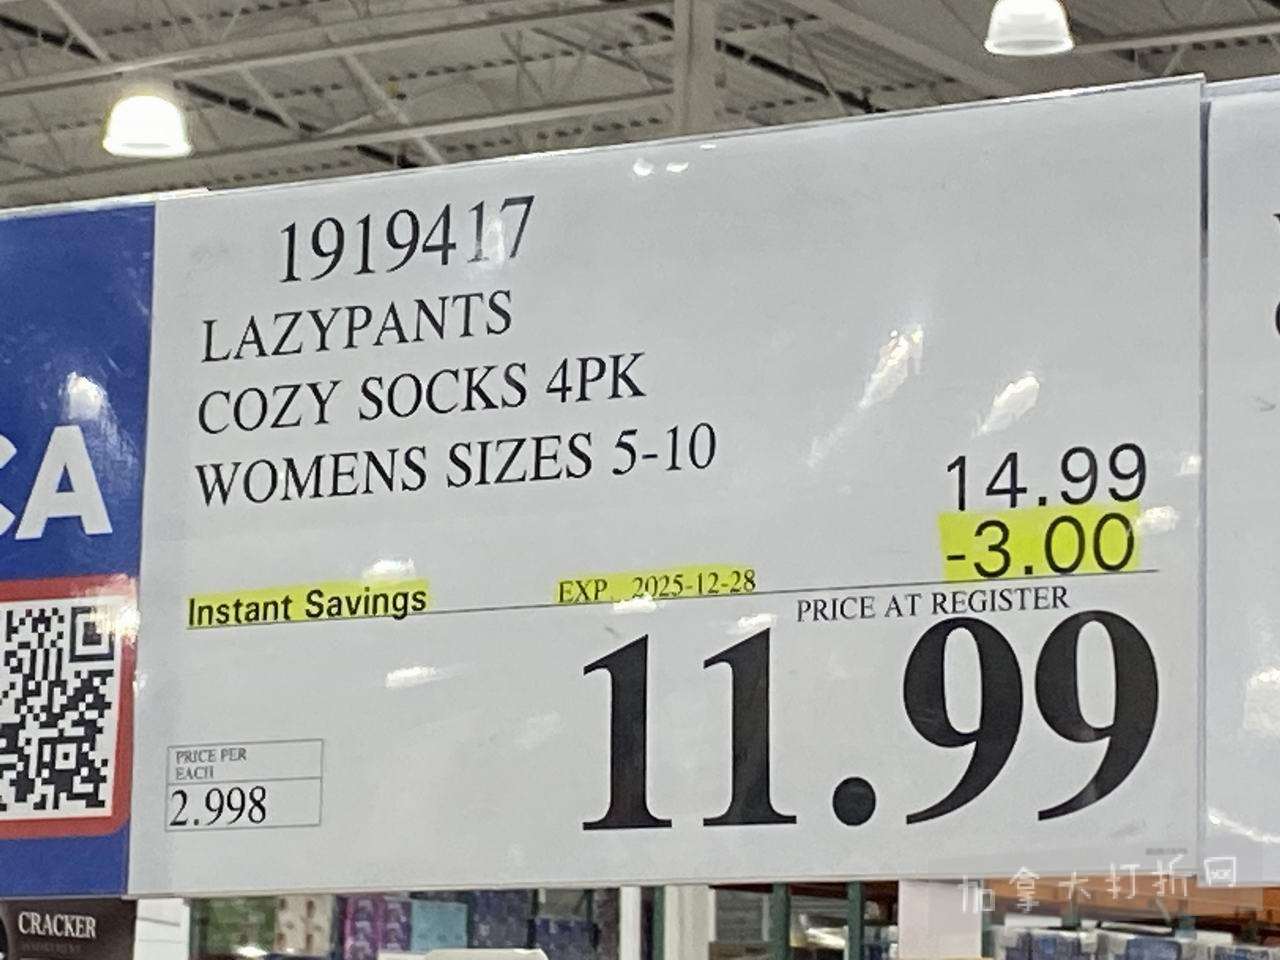 1919417
LAZYPANTS
COZY SOCKS 4PK
WOMENS SIZES 5-10
14.99
-3.00
Instant Savings
EXP. 2025-12-28
PRICE AT REGISTER
11.99
PRICE PER
EACH
2.998
CA
CRACKER
加拿大打折网